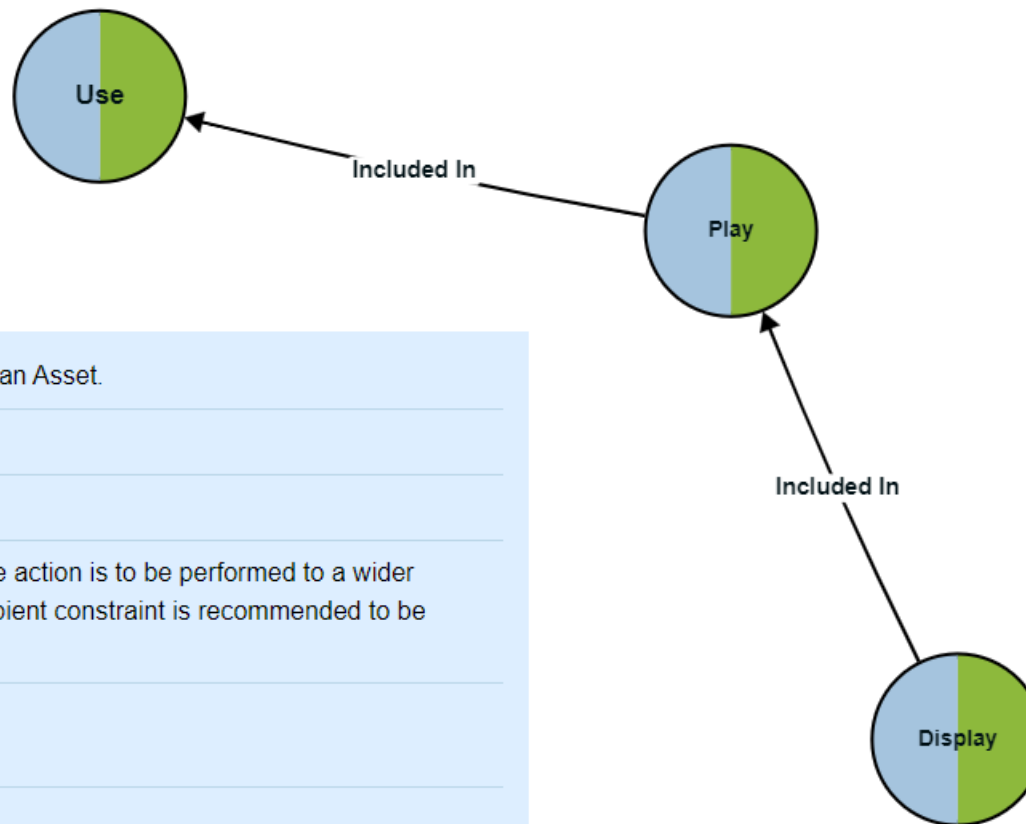 Use
Included In
Play
an Asset.
Included In
action is to be performed to a wider
constraint is recommended to be
Display